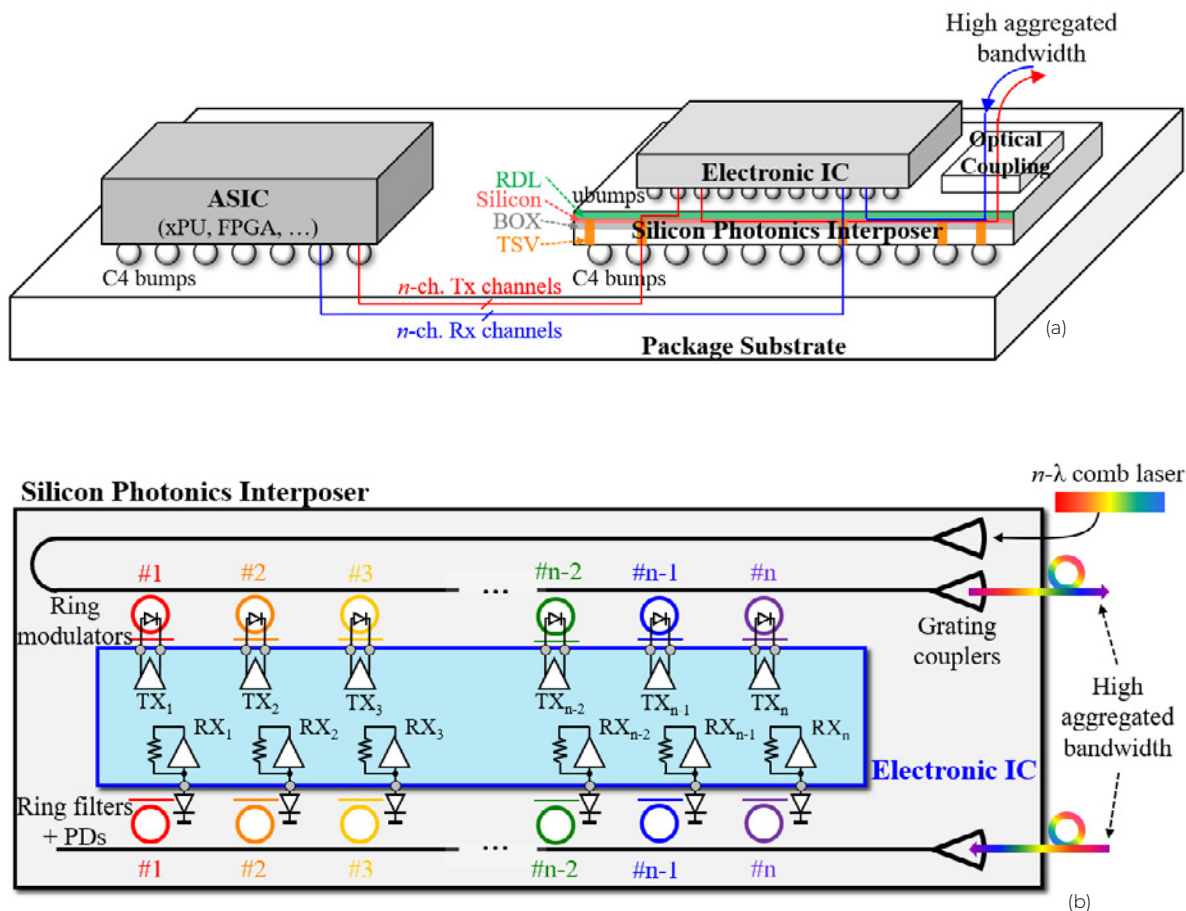 High aggregated
bandwidth
Optical
Coupling
Electronic IC
ASIC
(xPU, FPGA, …)
RDL
ubumps
Silicon
BOX
Silicon Photonics Interposer
TSV
C4 bumps
C4 bumps
n-ch. Tx channels
n-ch. Rx channels
(a)
Package Substrate
n-λ comb laser
Silicon Photonics Interposer
#1 #2 #3 ... #n-2 #n-1 #n
Ring
modulators
Grating
couplers
TX1 TX2 TX3 TXn-2 TXn-1 TXn
RX1 RX2 RX3 RXn-2 RXn-1 RXn
High
aggregated
bandwidth
Electronic IC
Ring filters
+ PDs
...
#1 #2 #3 #n-2 #n-1 #n
(b)